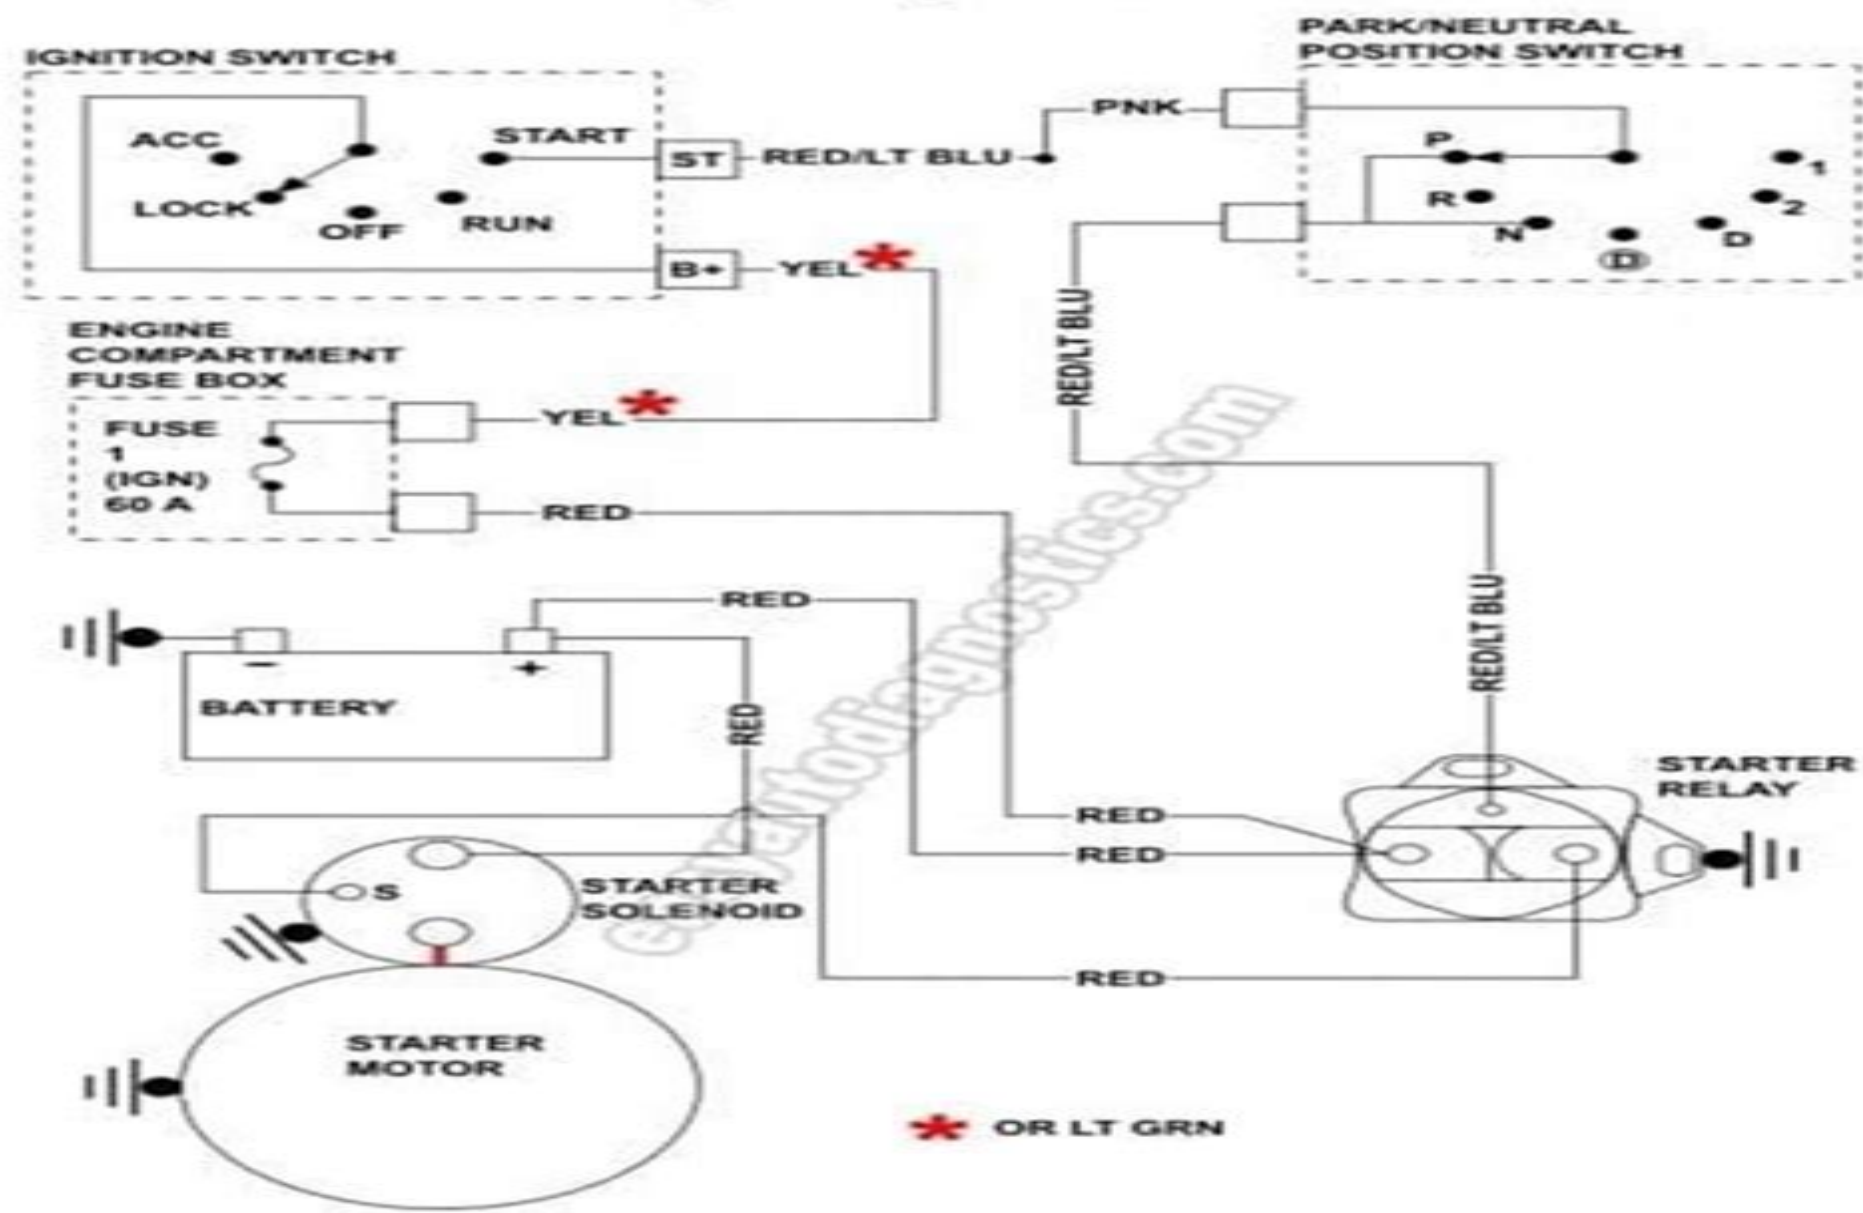 PARK/NEUTRAL
POSITION SWITCH
IGNITION SWITCH
ACC
START
LOCK
OFF
RUN
ST
RED/LT BLU
PNK
P
R
N
D
D
2
1
B+
YEL*
RED/LT BLU
ENGINE
COMPARTMENT
FUSE BOX
FUSE
1
(IGN)
60 A
YEL*
RED
RED
BATTERY
-
+
RED
RED/LT BLU
STARTER
RELAY
RED
RED
S
STARTER
SOLENOID
RED
STARTER
MOTOR
* OR LT GRN
easyautodiagnostics.com